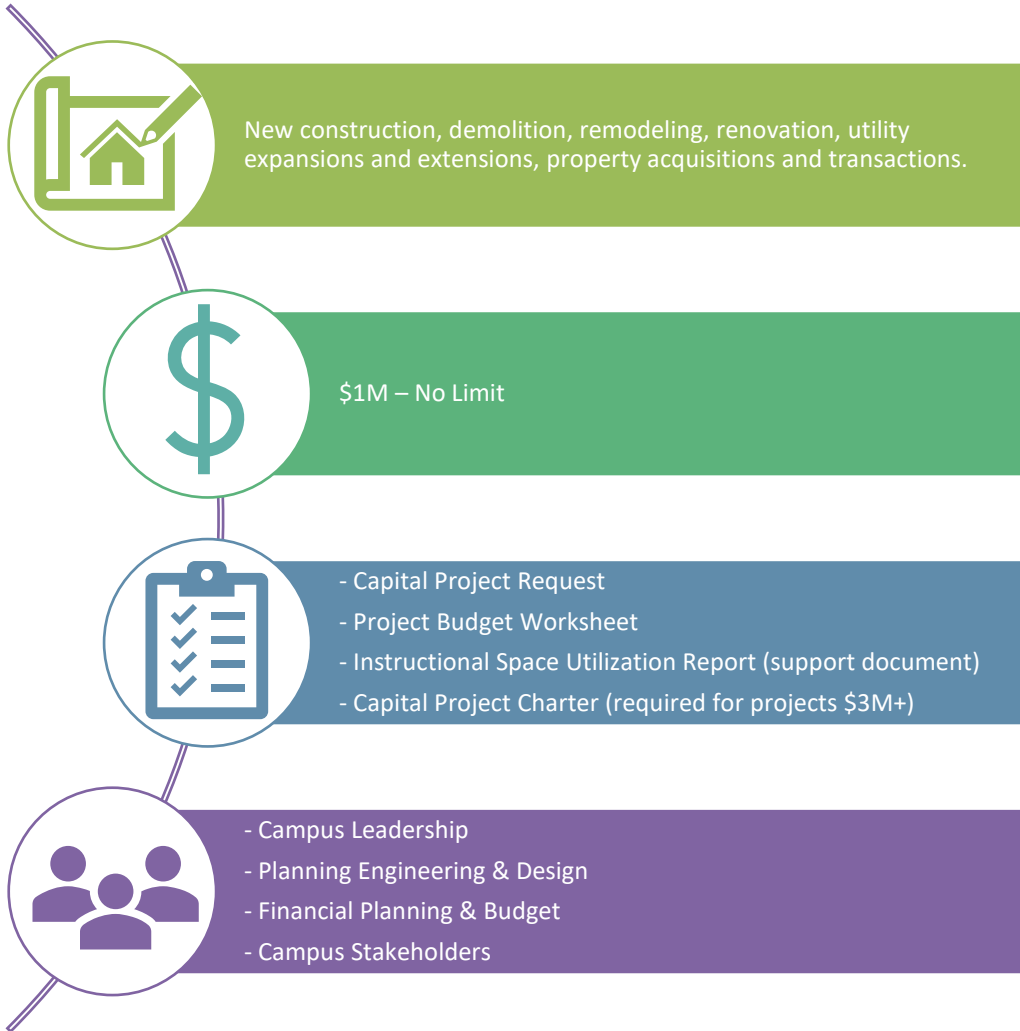 New construction, demolition, remodeling, renovation, utility
expansions and extensions, property acquisitions and transactions.
$1M – No Limit
- Capital Project Request
- Project Budget Worksheet
- Instructional Space Utilization Report (support document)
- Capital Project Charter (required for projects $3M+)
- Campus Leadership
- Planning Engineering & Design
- Financial Planning & Budget
- Campus Stakeholders